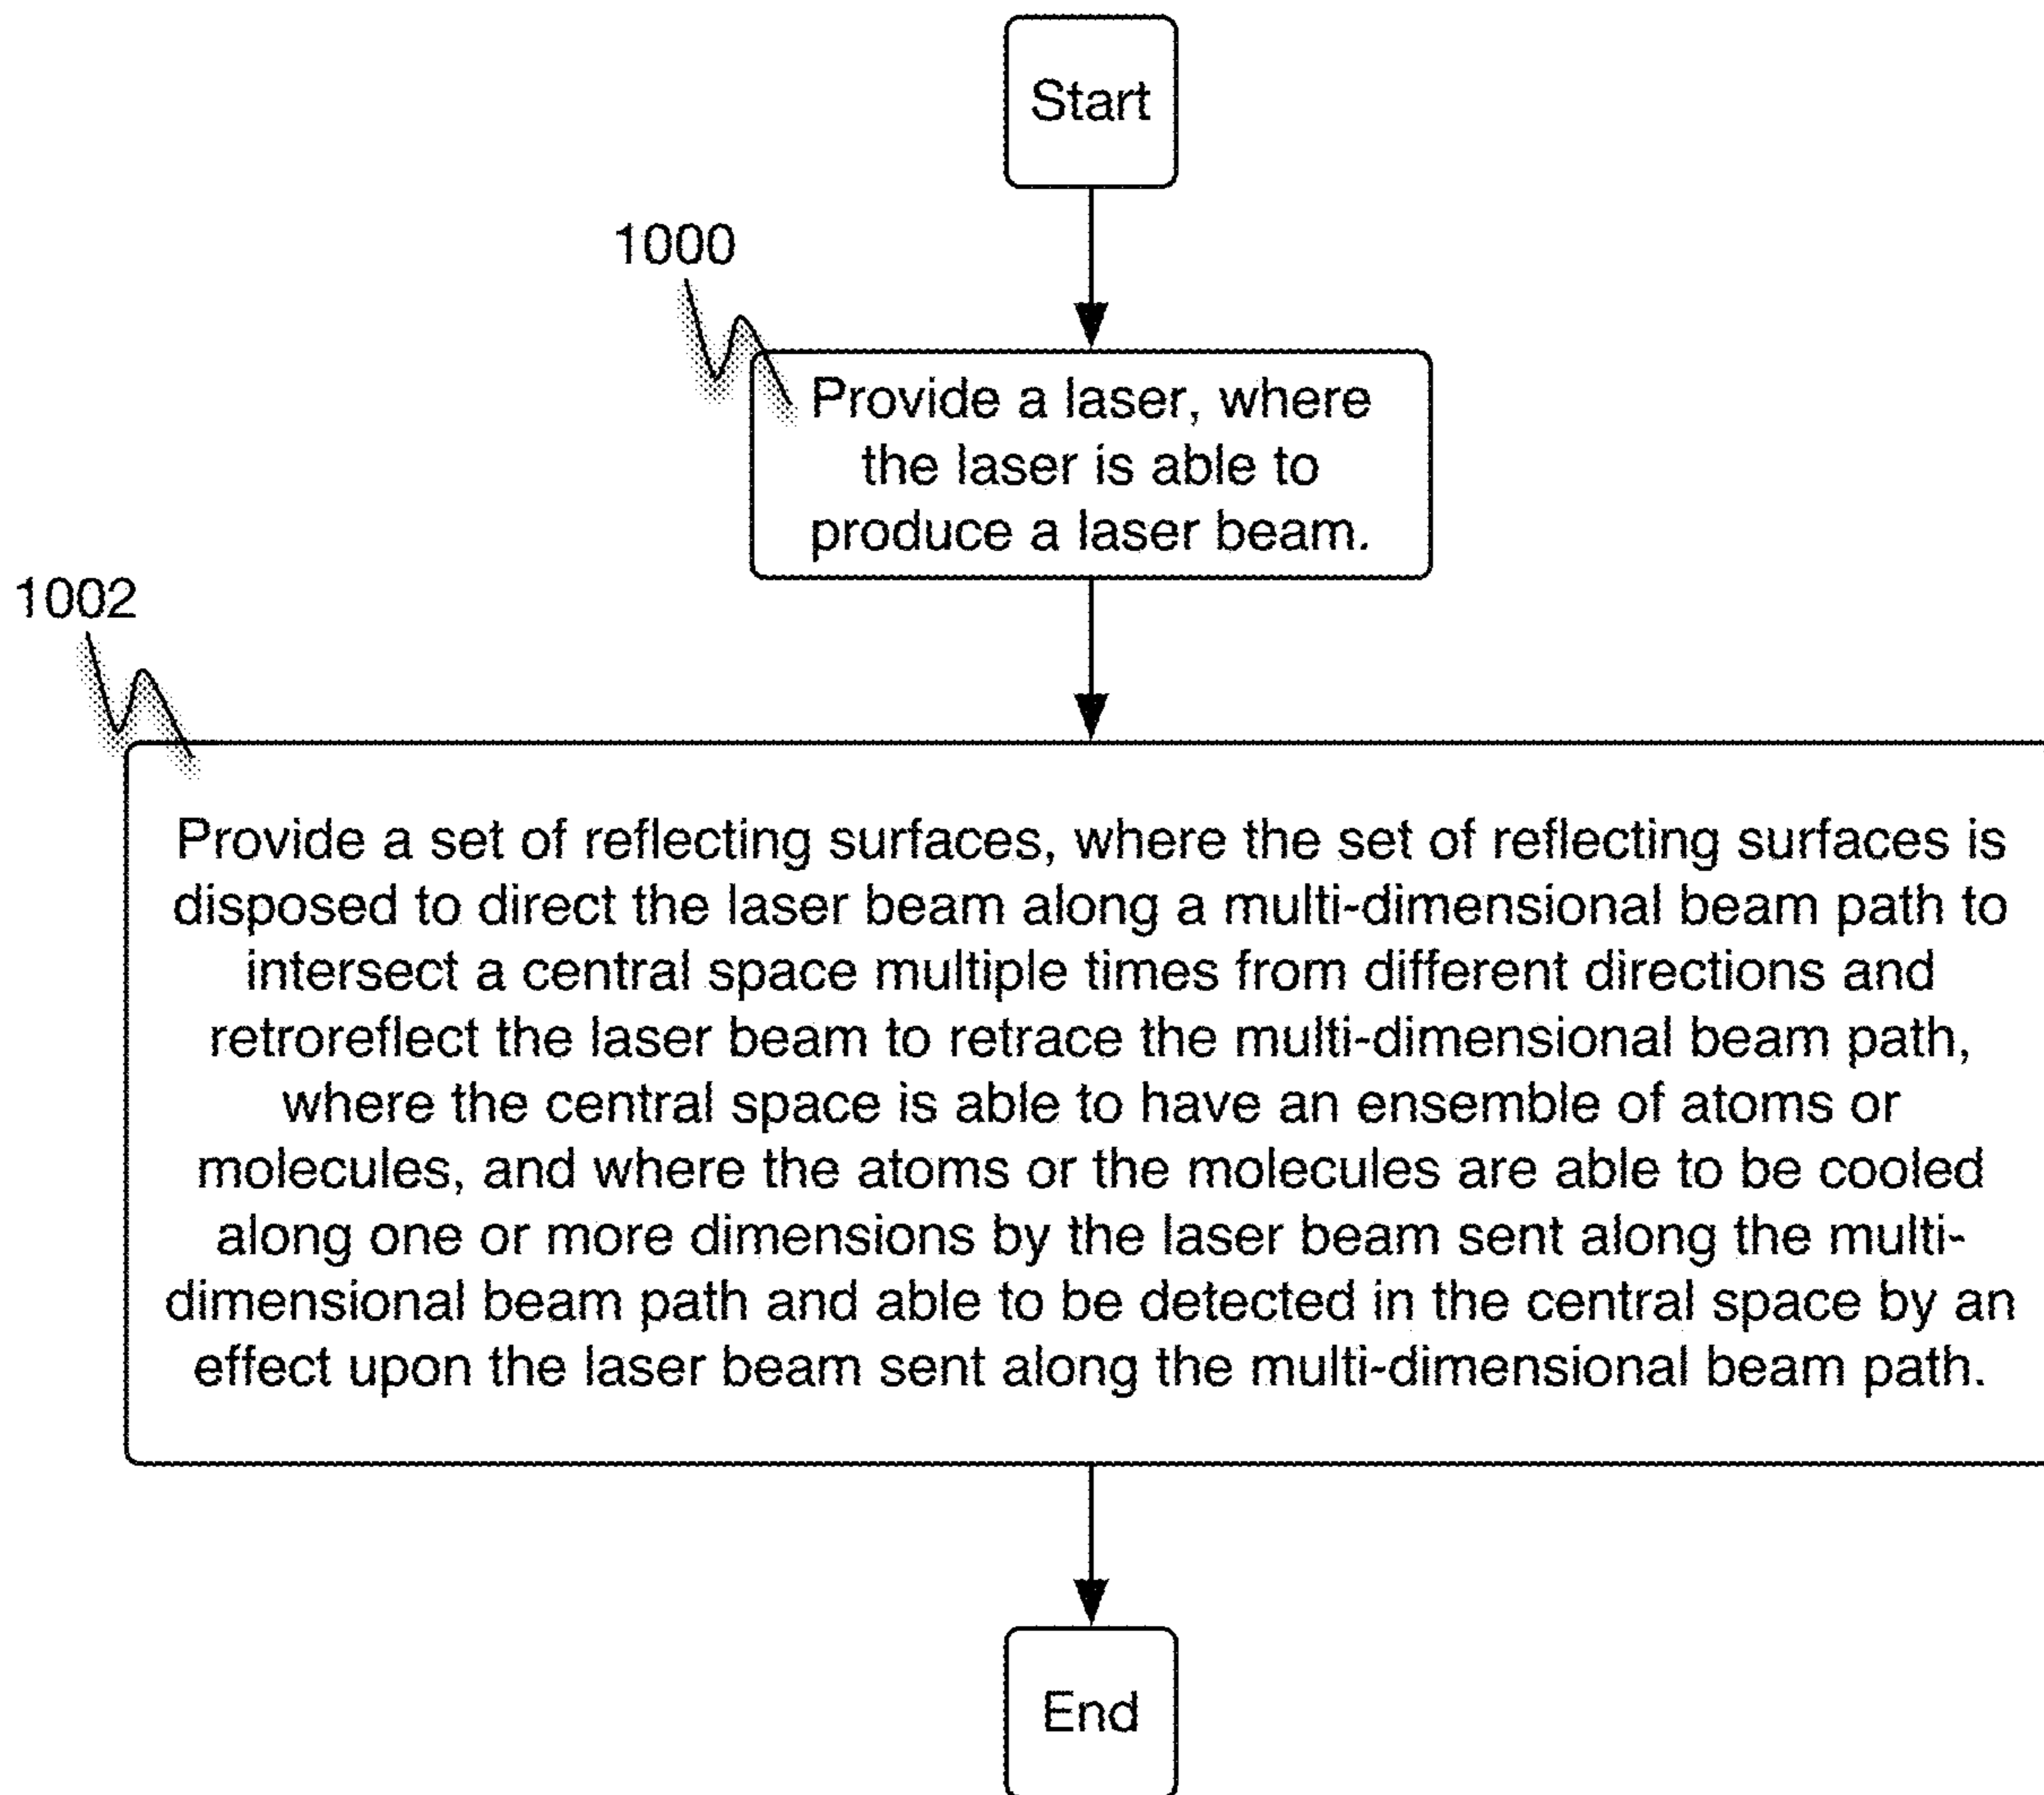 Start
1000
Provide a laser, where
the laser is able to
produce a laser beam.
1002
Provide a set of reflecting surfaces, where the set of reflecting surfaces is
disposed to direct the laser beam along a multi-dimensional beam path to
intersect a central space multiple times from different directions and
retroreflect the laser beam to retrace the multi-dimensional beam path,
where the central space is able to have an ensemble of atoms or
molecules, and where the atoms or the molecules are able to be cooled
along one or more dimensions by the laser beam sent along the multi-
dimensional beam path and able to be detected in the central space by an
effect upon the laser beam sent along the multi-dimensional beam path.
End